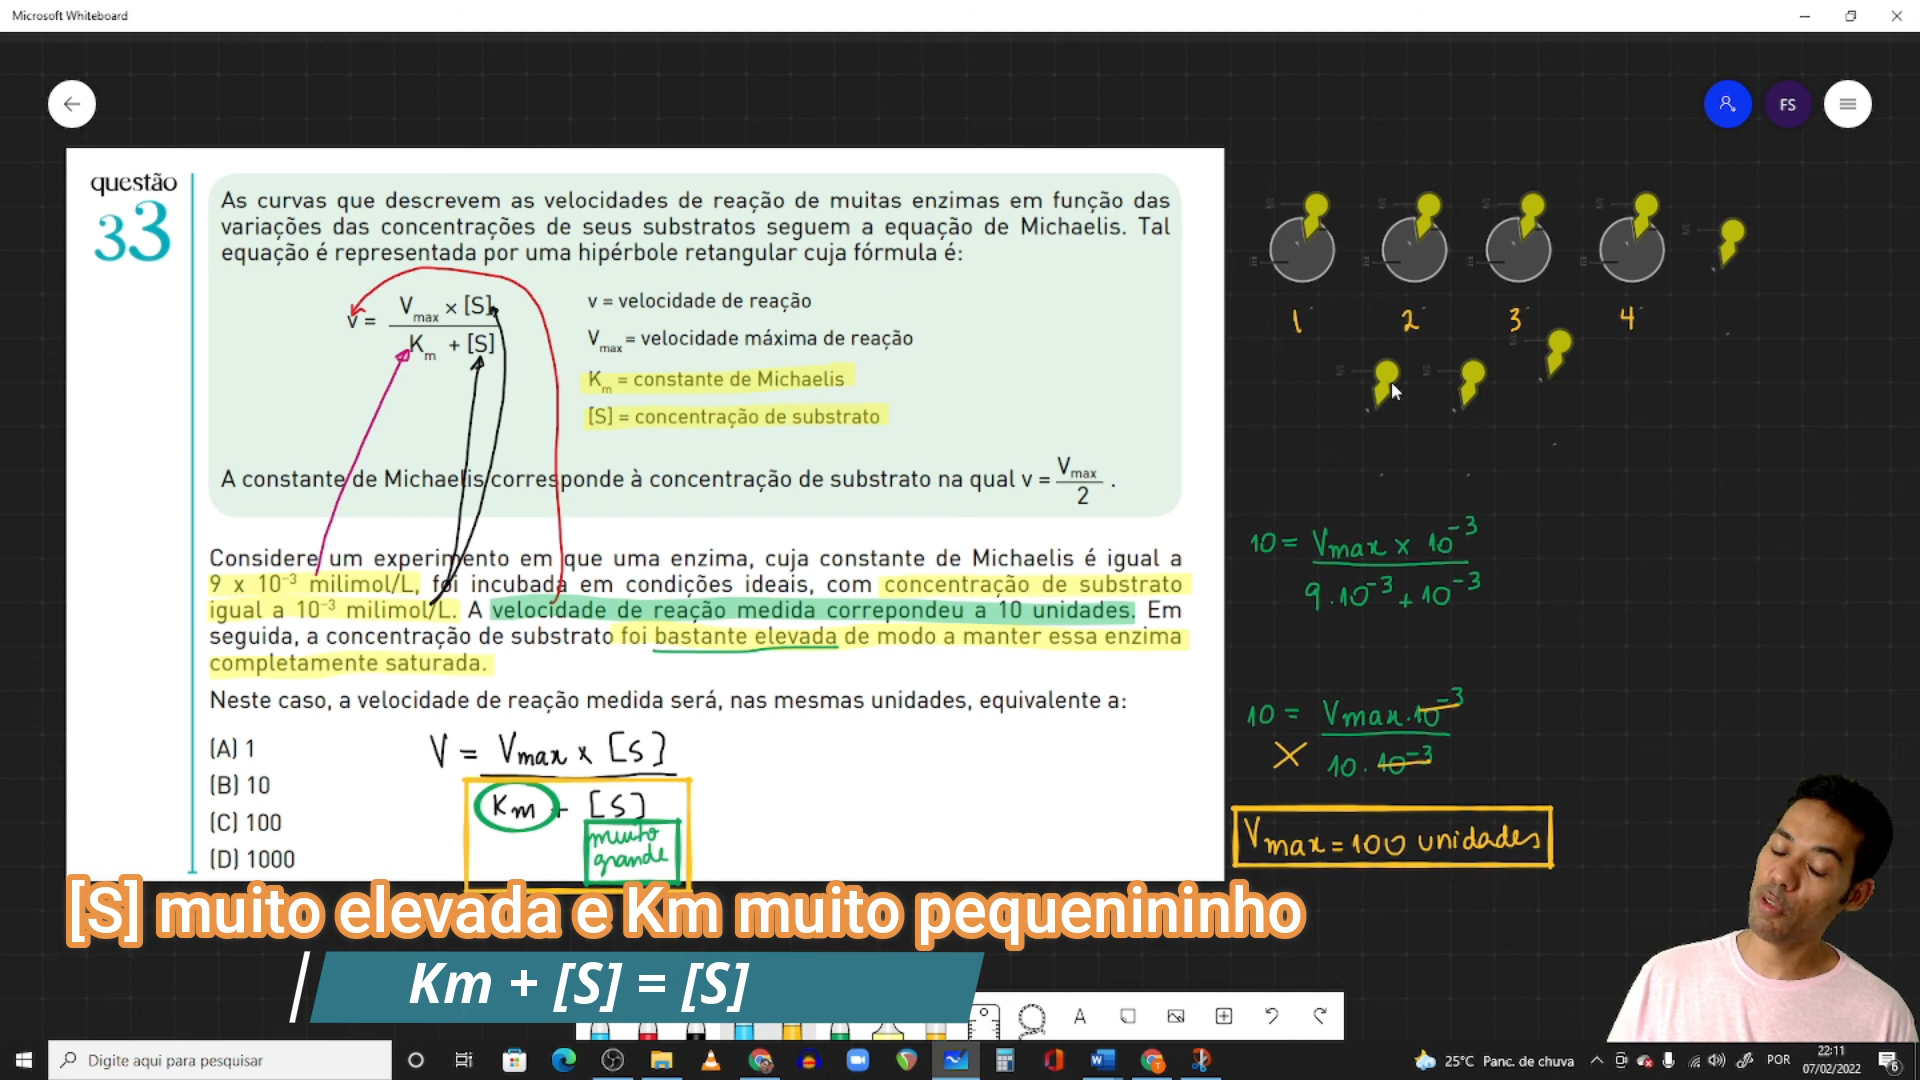 Microsoft Whiteboard
FS
questão
33
As curvas que descrevem as velocidades de reação de muitas enzimas em função das
variações das concentrações de seus substratos seguem a equação de Michaelis. Tal
equação é representada por uma hipérbole retangular cuja fórmula é:
v = Vmax × [S] / Km + [S]
v = velocidade de reação
Vmax = velocidade máxima de reação
Km = constante de Michaelis
[S] = concentração de substrato
A constante de Michaelis corresponde à concentração de substrato na qual v = Vmax / 2 .
Considere um experimento em que uma enzima, cuja constante de Michaelis é igual a
9 x 10⁻³ milimol/L, foi incubada em condições ideais, com concentração de substrato
igual a 10⁻³ milimol/L. A velocidade de reação medida correpondeu a 10 unidades. Em
seguida, a concentração de substrato foi bastante elevada de modo a manter essa enzima
completamente saturada.
Neste caso, a velocidade de reação medida será, nas mesmas unidades, equivalente a:
(A) 1
(B) 10
(C) 100
(D) 1000
V = Vmax x [S]
Km + [S]
muito
grande
1 2 3 4
10 = Vmax x 10⁻³
9.10⁻³ + 10⁻³
10 = Vmax.10⁻³
10.10⁻³
Vmax = 100 unidades
[S] muito elevada e Km muito pequenininho
Km + [S] = [S]
A
Digite aqui para pesquisar
25°C Panc. de chuva
POR
22:11
07/02/2022
6